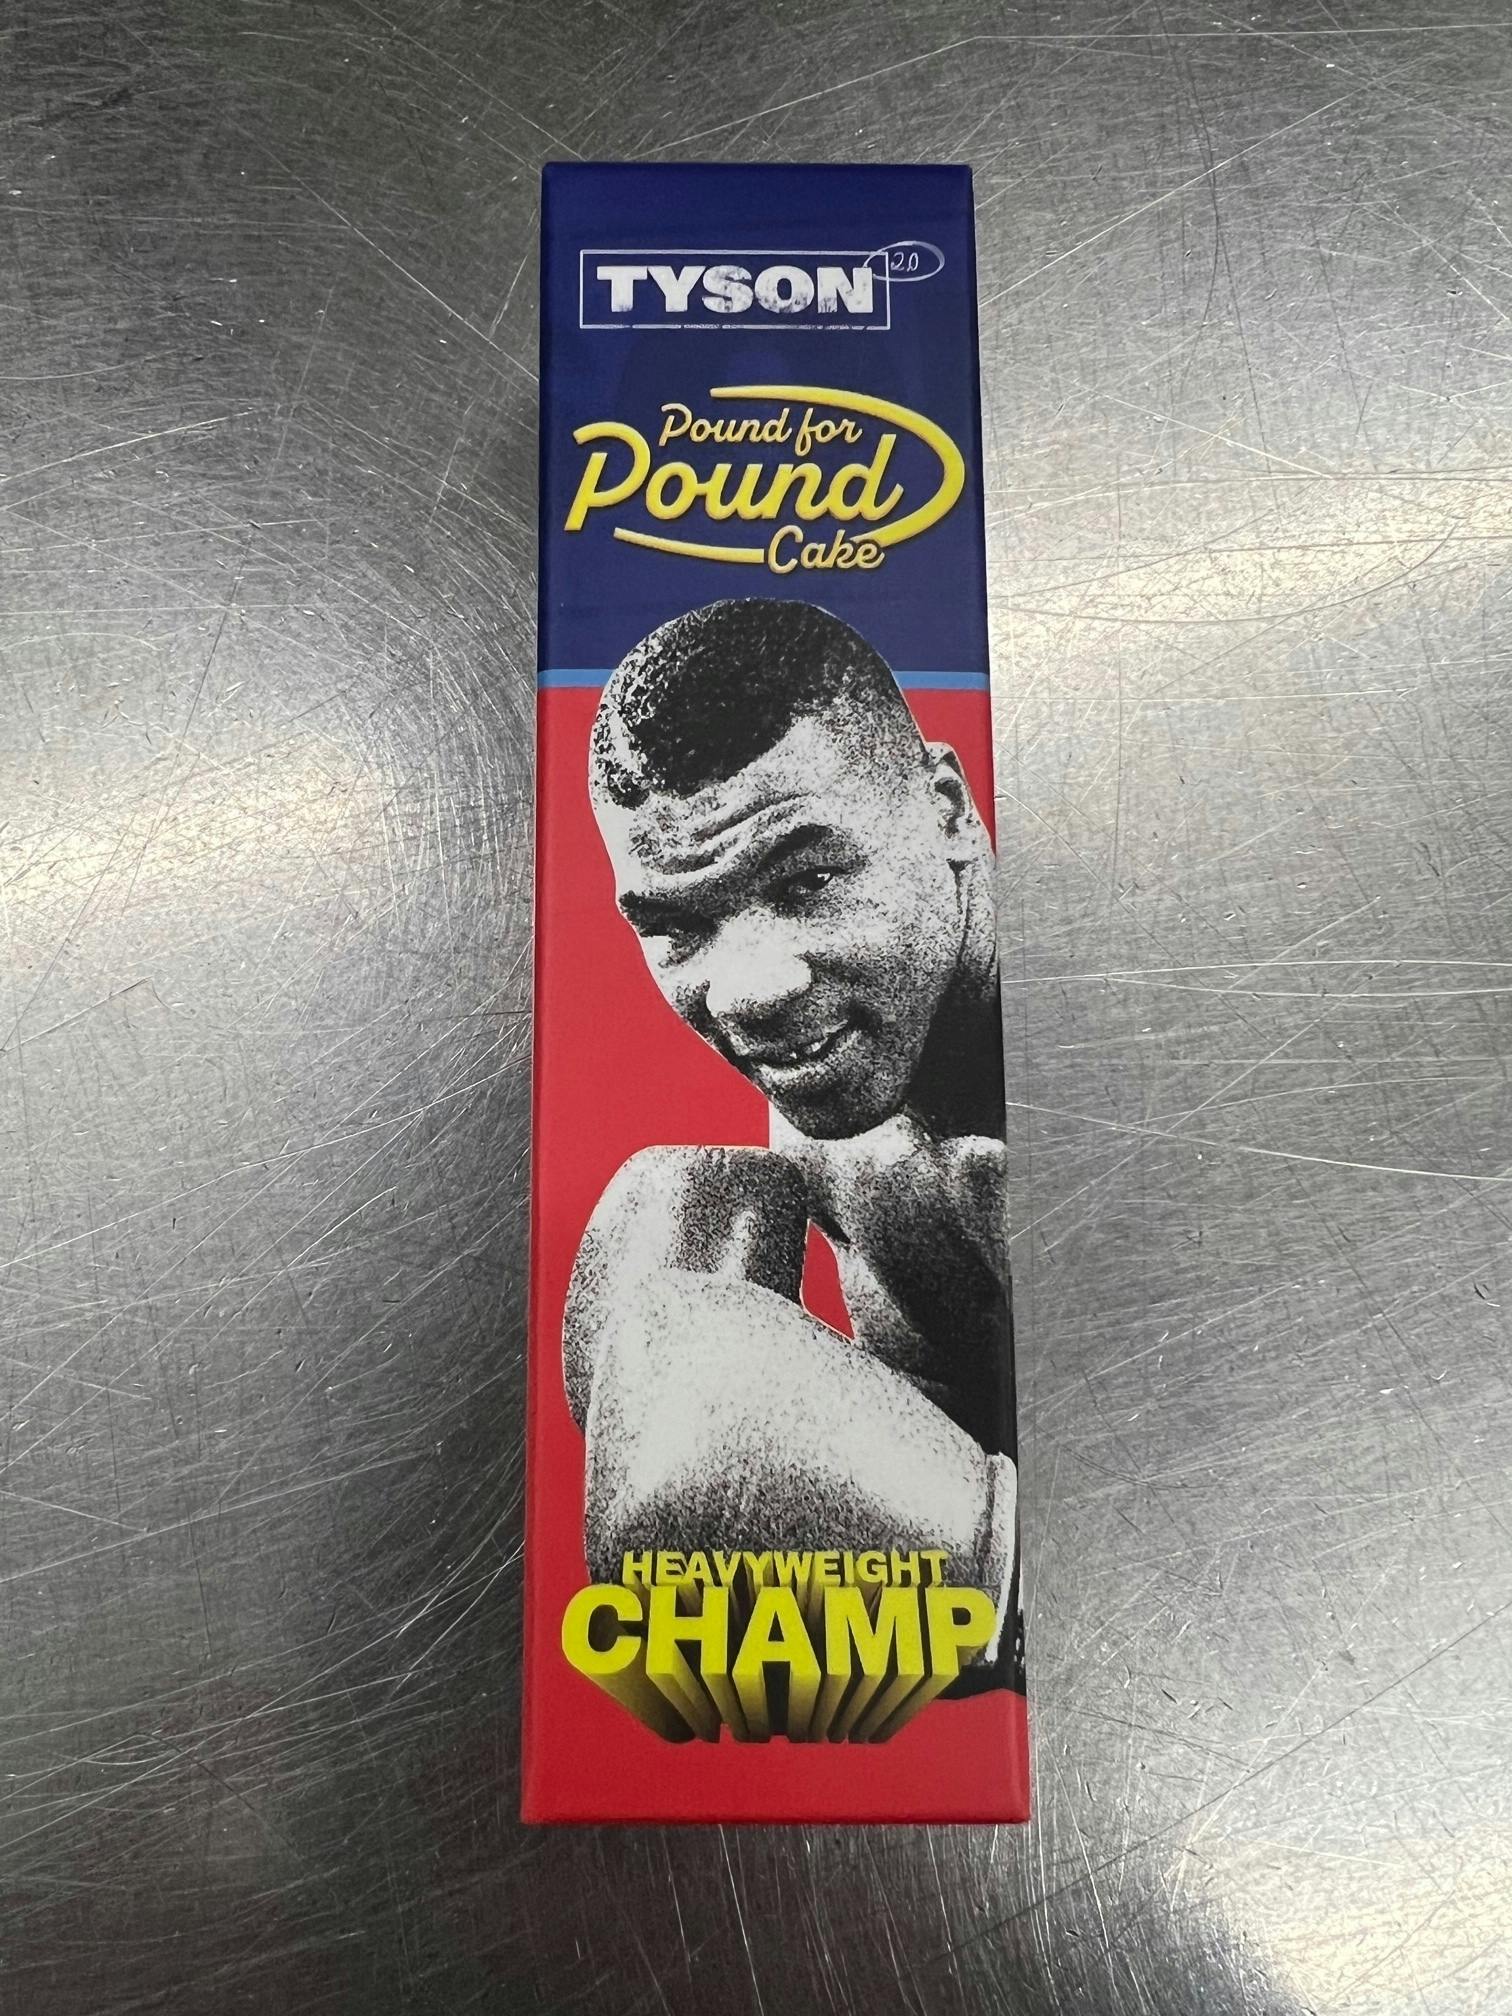 TYSON 2.0
Pound for
Pound
Cake
HEAVYWEIGHT
CHAMP